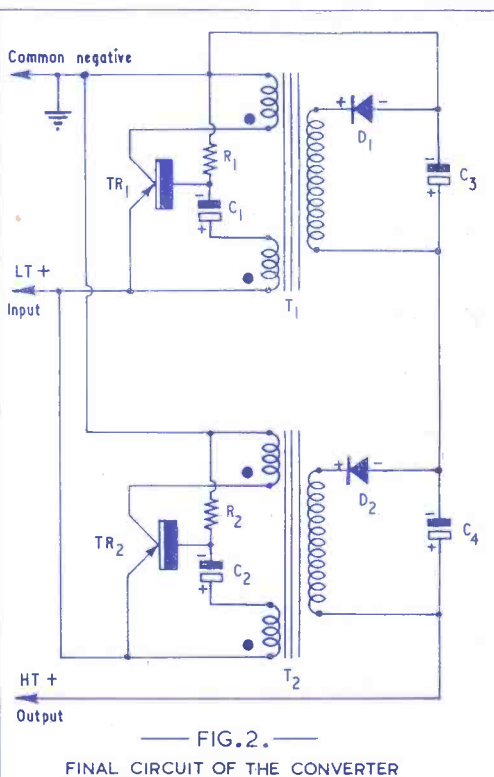 Common negative
TR₁
R₁
-
C₁
+
+
-
D₁
-
C₃
+
LT +
Input
T₁
TR₂
R₂
-
C₂
+
+
-
D₂
-
C₄
+
T₂
HT +
Output
FIG.2.
FINAL CIRCUIT OF THE CONVERTER